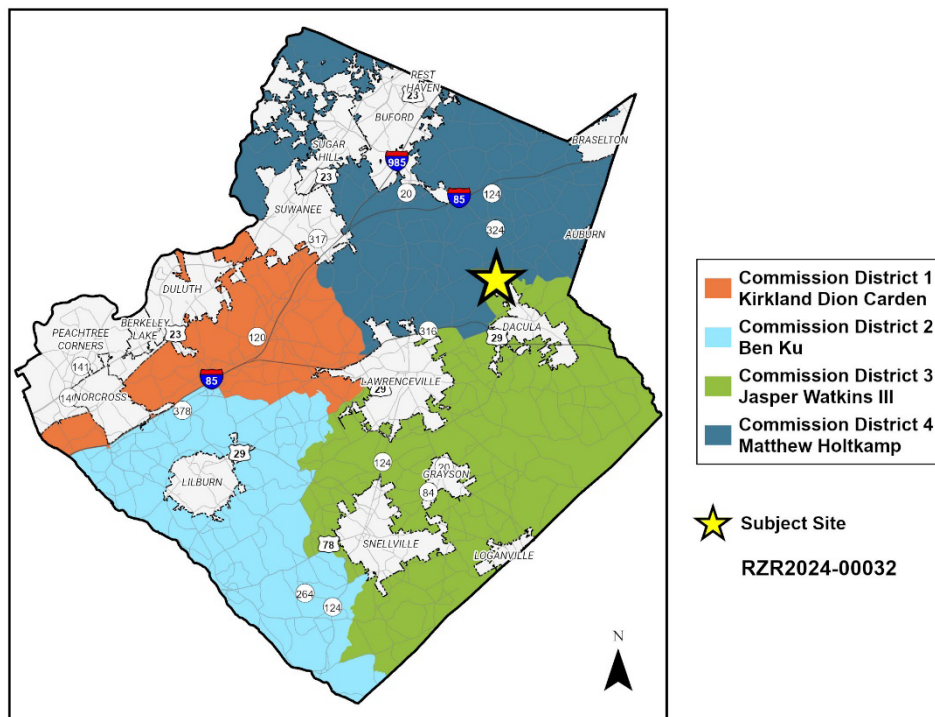 REST
HAVEN
23
BUFORD
BRASELTON
SUGAR
HILL
985
23
20
85
124
SUWANEE
324
317
AUBURN
DULUTH
DACULA
BERKELEY
LAKE
23
PEACHTREE
CORNERS
120
316
29
141
LAWRENCEVILLE
29
85
14
NORCROSS
378
29
LILBURN
124
20
GRAYSON
84
78
SNELLVILLE
LOGANVILLE
264
124
N
Commission District 1
Kirkland Dion Carden
Commission District 2
Ben Ku
Commission District 3
Jasper Watkins III
Commission District 4
Matthew Holtkamp
Subject Site
RZR2024-00032